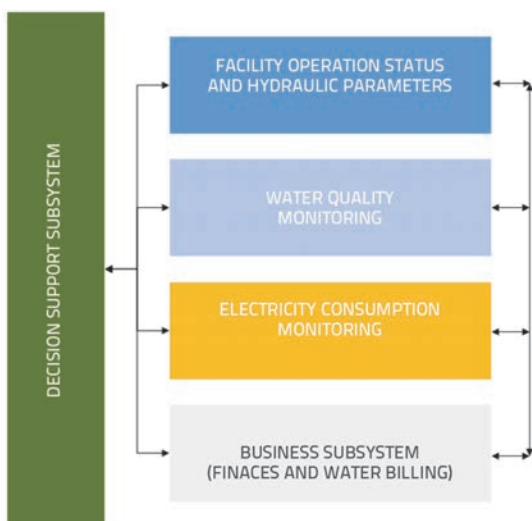 DECISION SUPPORT SUBSYSTEM
FACILITY OPERATION STATUS
AND HYDRAULIC PARAMETERS
WATER QUALITY
MONITORING
ELECTRICITY CONSUMPTION
MONITORING
BUSINESS SUBSYSTEM
(FINACES AND WATER BILLING)